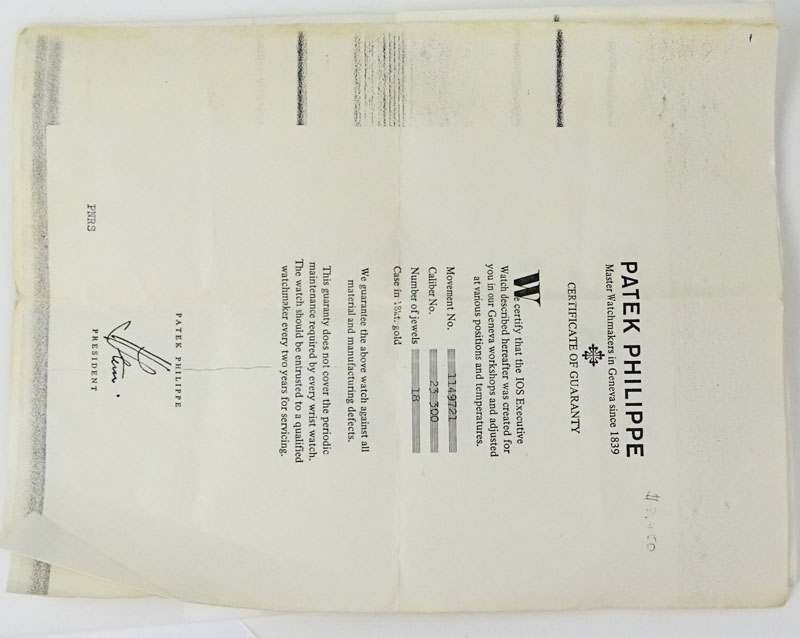 PATEK PHILIPPE
Master Watchmakers in Geneva since 1839
CERTIFICATE OF GUARANTY
We certify that the IOS Executive
Watch described hereafter was created for
you in our Geneva workshops and adjusted
at various positions and temperatures.
Movement No. 1149721
Caliber No. 23 300
Number of jewels 18
Case in 18kt. gold
We guarantee the above watch against all
material and manufacturing defects.
This guaranty does not cover the periodic
maintenance required by every wrist watch.
The watch should be entrusted to a qualified
watchmaker every two years for servicing.
PATEK PHILIPPE
PRESIDENT
PNRS